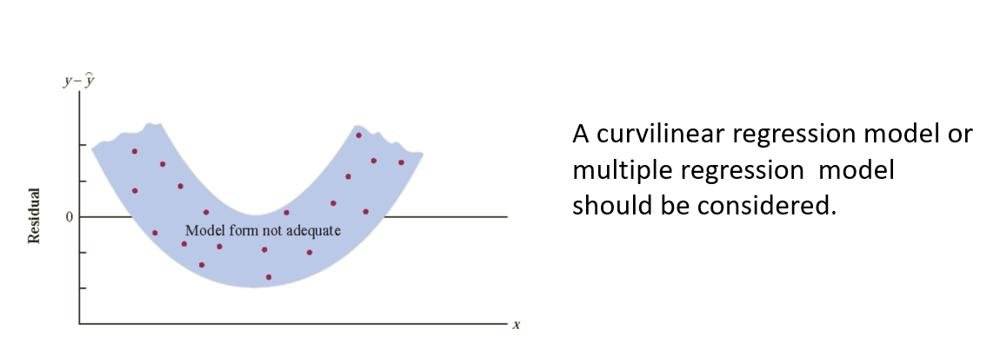 y − ŷ
Residual
0
Model form not adequate
x
A curvilinear regression model or
multiple regression  model
should be considered.